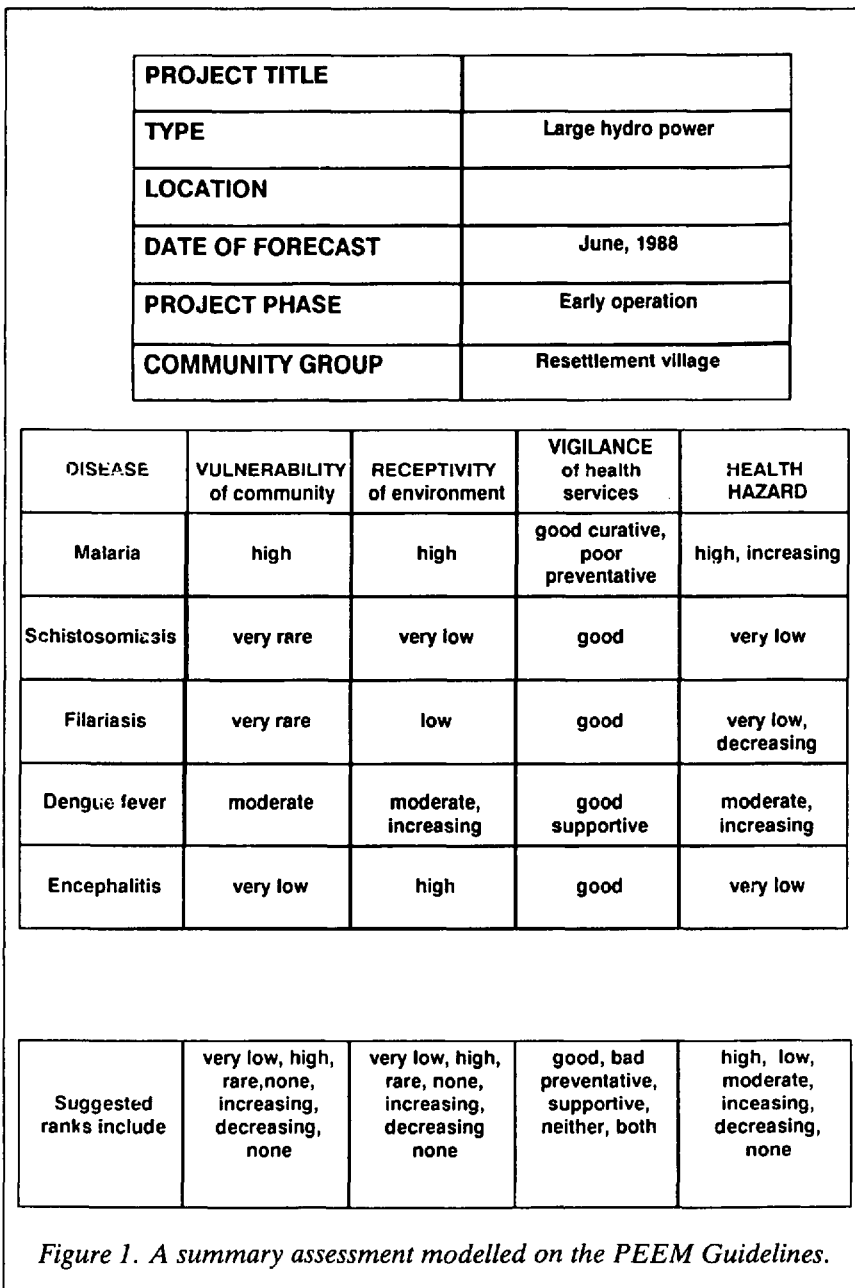 PROJECT TITLE
TYPE Large hydro power
LOCATION
DATE OF FORECAST June, 1988
PROJECT PHASE Early operation
COMMUNITY GROUP Resettlement village
DISEASE VULNERABILITY of community RECEPTIVITY of environment VIGILANCE of health services HEALTH HAZARD
Malaria high high good curative, poor preventative high, increasing
Schistosomiasis very rare very low good very low
Filariasis very rare low good very low, decreasing
Dengue fever moderate moderate, increasing good supportive moderate, increasing
Encephalitis very low high good very low
Suggested ranks include very low, high, rare,none, increasing, decreasing, none very low, high, rare, none, increasing, decreasing none good, bad preventative, supportive, neither, both high, low, moderate, inceasing, decreasing, none
Figure 1. A summary assessment modelled on the PEEM Guidelines.